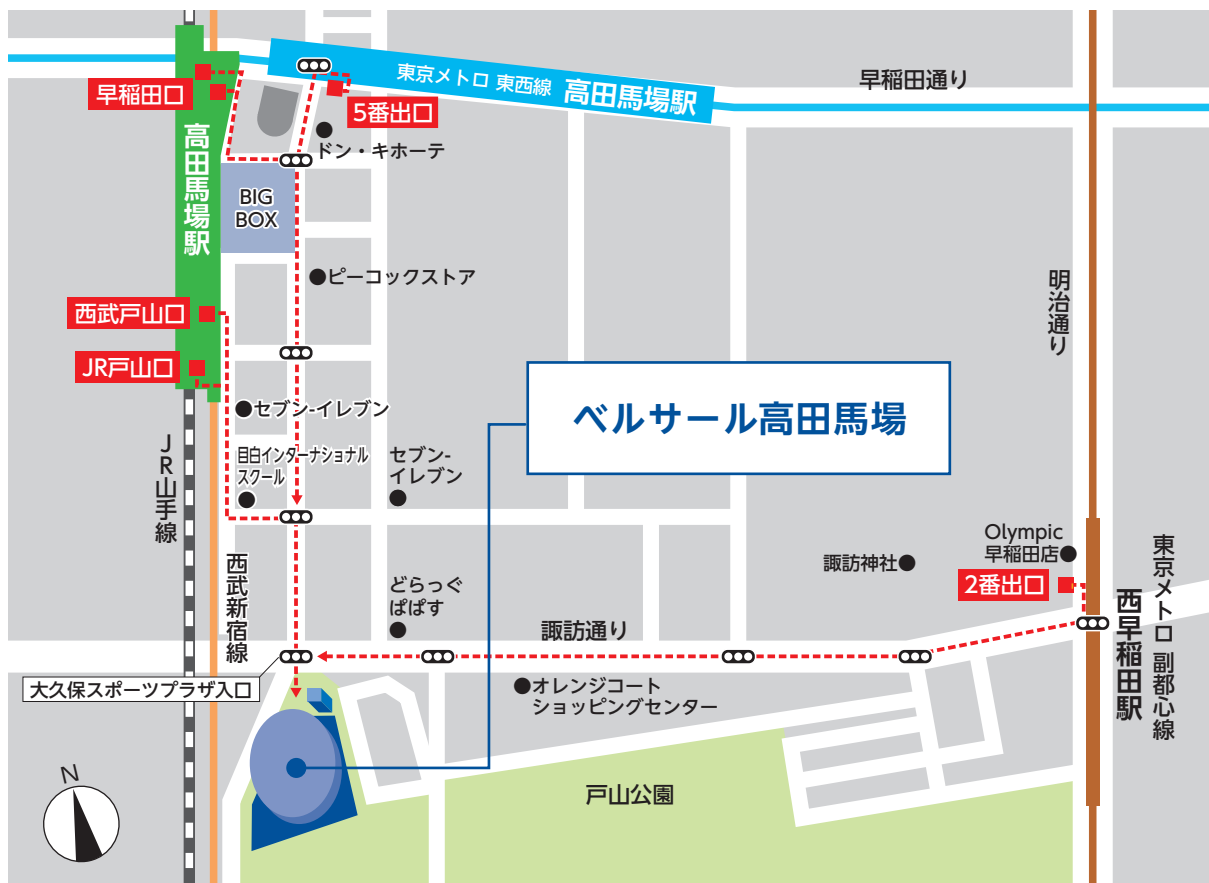 東京メトロ 東西線 高田馬場駅
早稲田通り
早稲田口
5番出口
高田馬場駅
ドン・キホーテ
BIG
BOX
ピーコックストア
西武戸山口
JR戸山口
明治通り
ベルサール高田馬場
セブン-イレブン
JR山手線
目白インターナショナル
スクール
セブン-
イレブン
西武新宿線
Olympic
早稲田店
諏訪神社
2番出口
東京メトロ 副都心線
西早稲田駅
どらっぐ
ぱぱす
諏訪通り
大久保スポーツプラザ入口
オレンジコート
ショッピングセンター
戸山公園
N